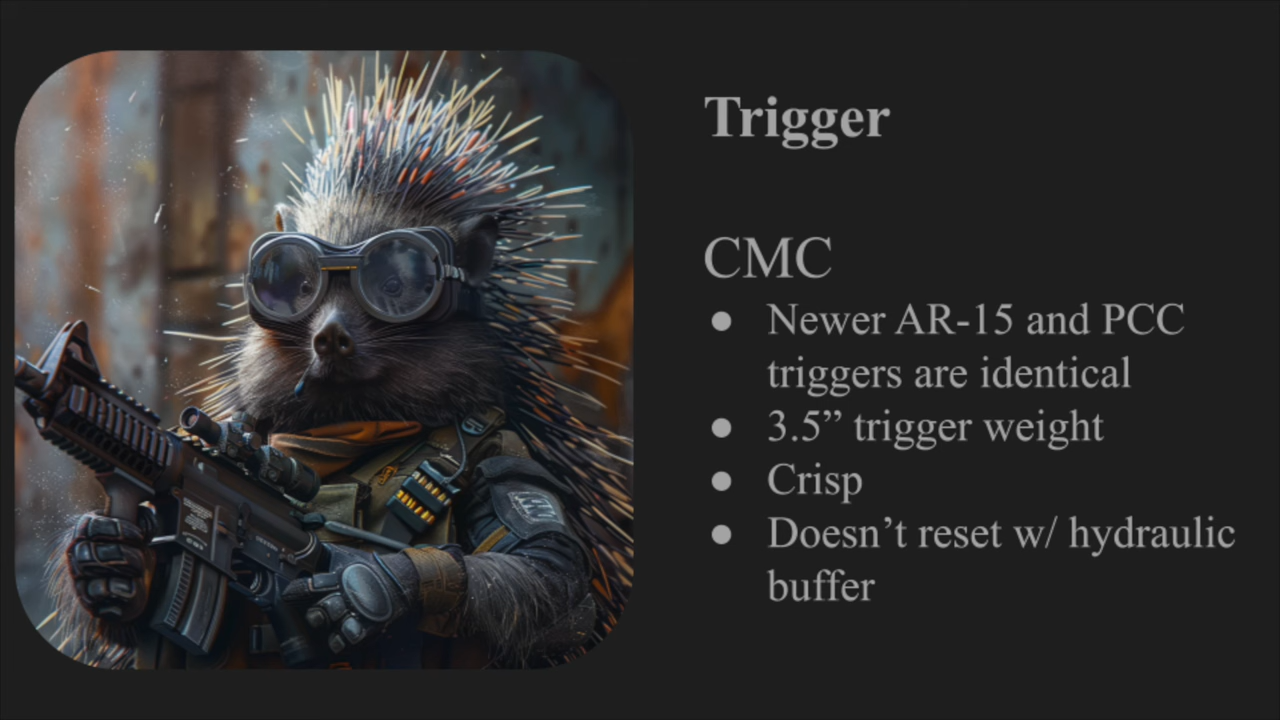 Trigger
CMC
● Newer AR-15 and PCC
triggers are identical
● 3.5” trigger weight
● Crisp
● Doesn’t reset w/ hydraulic
buffer